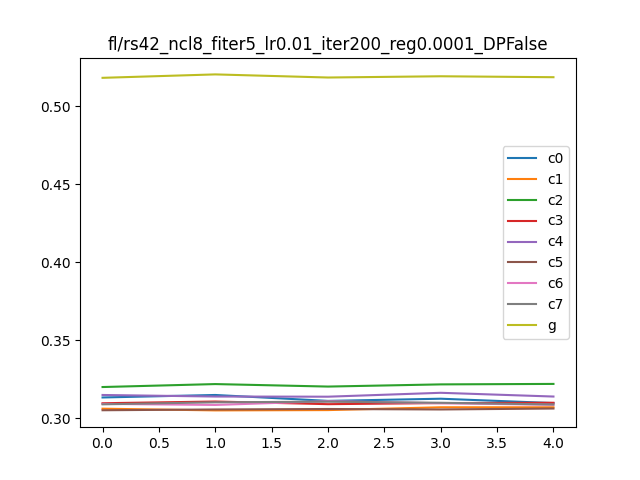 fl/rs42_ncl8_fiter5_lr0.01_iter200_reg0.0001_DPFalse
0.50
0.45
0.40
0.35
0.30
c0
c1
c2
c3
c4
c5
c6
c7
g
0.0 0.5 1.0 1.5 2.0 2.5 3.0 3.5 4.0